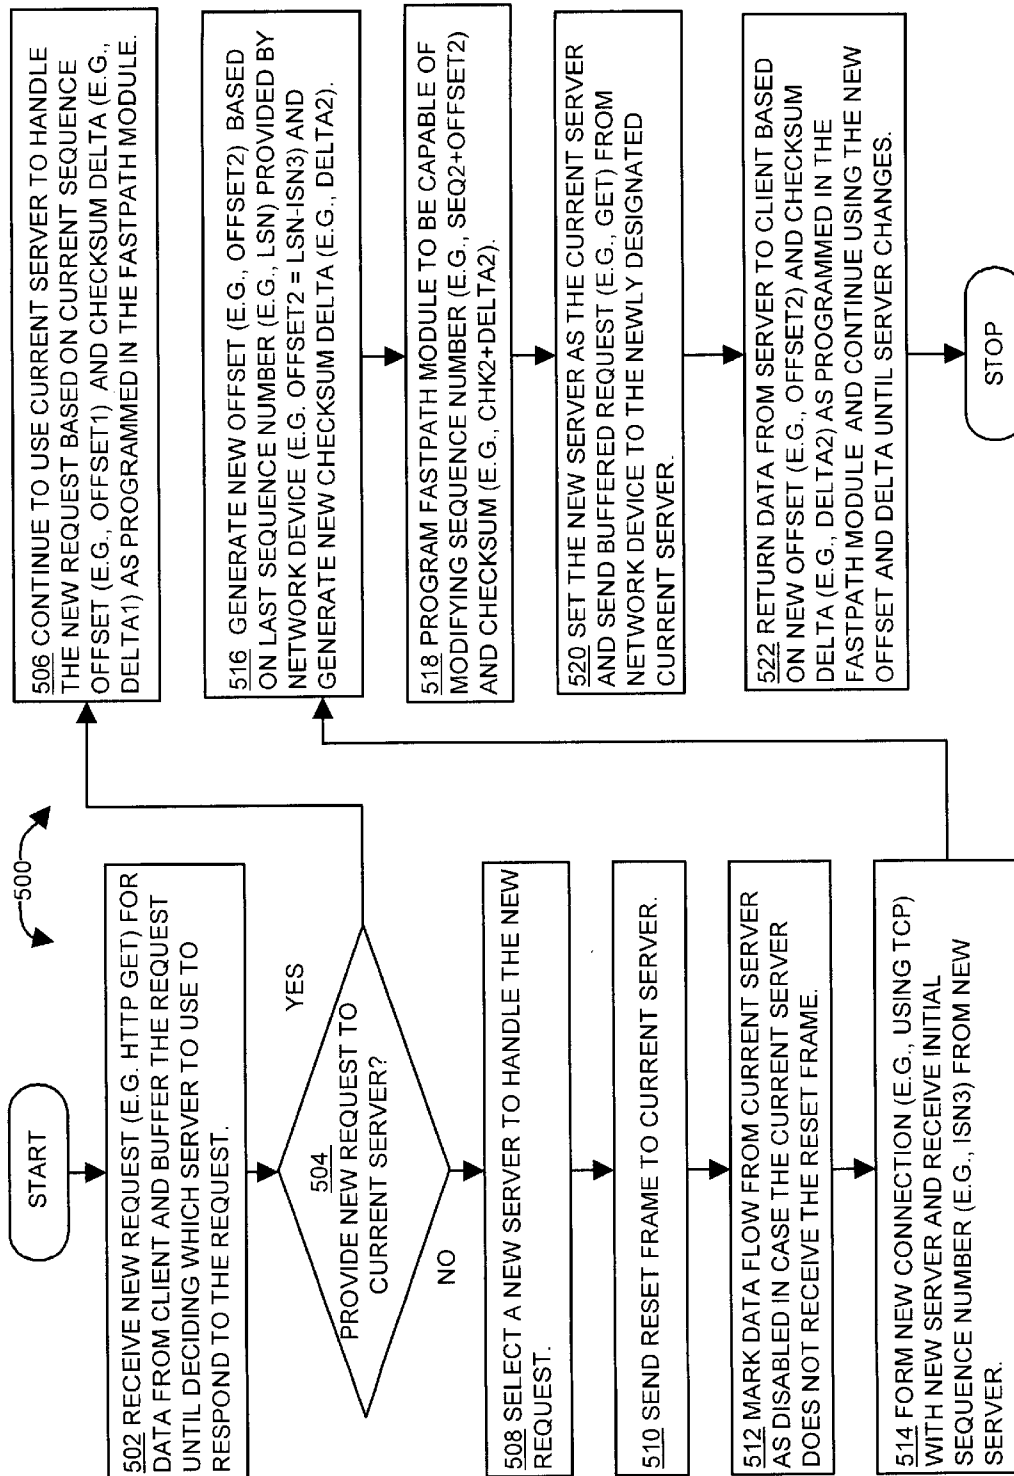 500
START
502 RECEIVE NEW REQUEST (E.G. HTTP GET) FOR
DATA FROM CLIENT AND BUFFER THE REQUEST
UNTIL DECIDING WHICH SERVER TO USE TO
RESPOND TO THE REQUEST.
504
PROVIDE NEW REQUEST TO
CURRENT SERVER?
YES
NO
508 SELECT A NEW SERVER TO HANDLE THE NEW
REQUEST.
510 SEND RESET FRAME TO CURRENT SERVER.
512 MARK DATA FLOW FROM CURRENT SERVER
AS DISABLED IN CASE THE CURRENT SERVER
DOES NOT RECEIVE THE RESET FRAME.
514 FORM NEW CONNECTION (E.G., USING TCP)
WITH NEW SERVER AND RECEIVE INITIAL
SEQUENCE NUMBER (E.G., ISN3) FROM NEW
SERVER.
506 CONTINUE TO USE CURRENT SERVER TO HANDLE
THE NEW REQUEST BASED ON CURRENT SEQUENCE
OFFSET (E.G., OFFSET1) AND CHECKSUM DELTA (E.G.,
DELTA1) AS PROGRAMMED IN THE FASTPATH MODULE.
516 GENERATE NEW OFFSET (E.G., OFFSET2) BASED
ON LAST SEQUENCE NUMBER (E.G., LSN) PROVIDED BY
NETWORK DEVICE (E.G. OFFSET2 = LSN-ISN3) AND
GENERATE NEW CHECKSUM DELTA (E.G., DELTA2).
518 PROGRAM FASTPATH MODULE TO BE CAPABLE OF
MODIFYING SEQUENCE NUMBER (E.G., SEQ2+OFFSET2)
AND CHECKSUM (E.G., CHK2+DELTA2).
520 SET THE NEW SERVER AS THE CURRENT SERVER
AND SEND BUFFERED REQUEST (E.G., GET) FROM
NETWORK DEVICE TO THE NEWLY DESIGNATED
CURRENT SERVER.
522 RETURN DATA FROM SERVER TO CLIENT BASED
ON NEW OFFSET (E.G., OFFSET2) AND CHECKSUM
DELTA (E.G., DELTA2) AS PROGRAMMED IN THE
FASTPATH MODULE AND CONTINUE USING THE NEW
OFFSET AND DELTA UNTIL SERVER CHANGES.
STOP